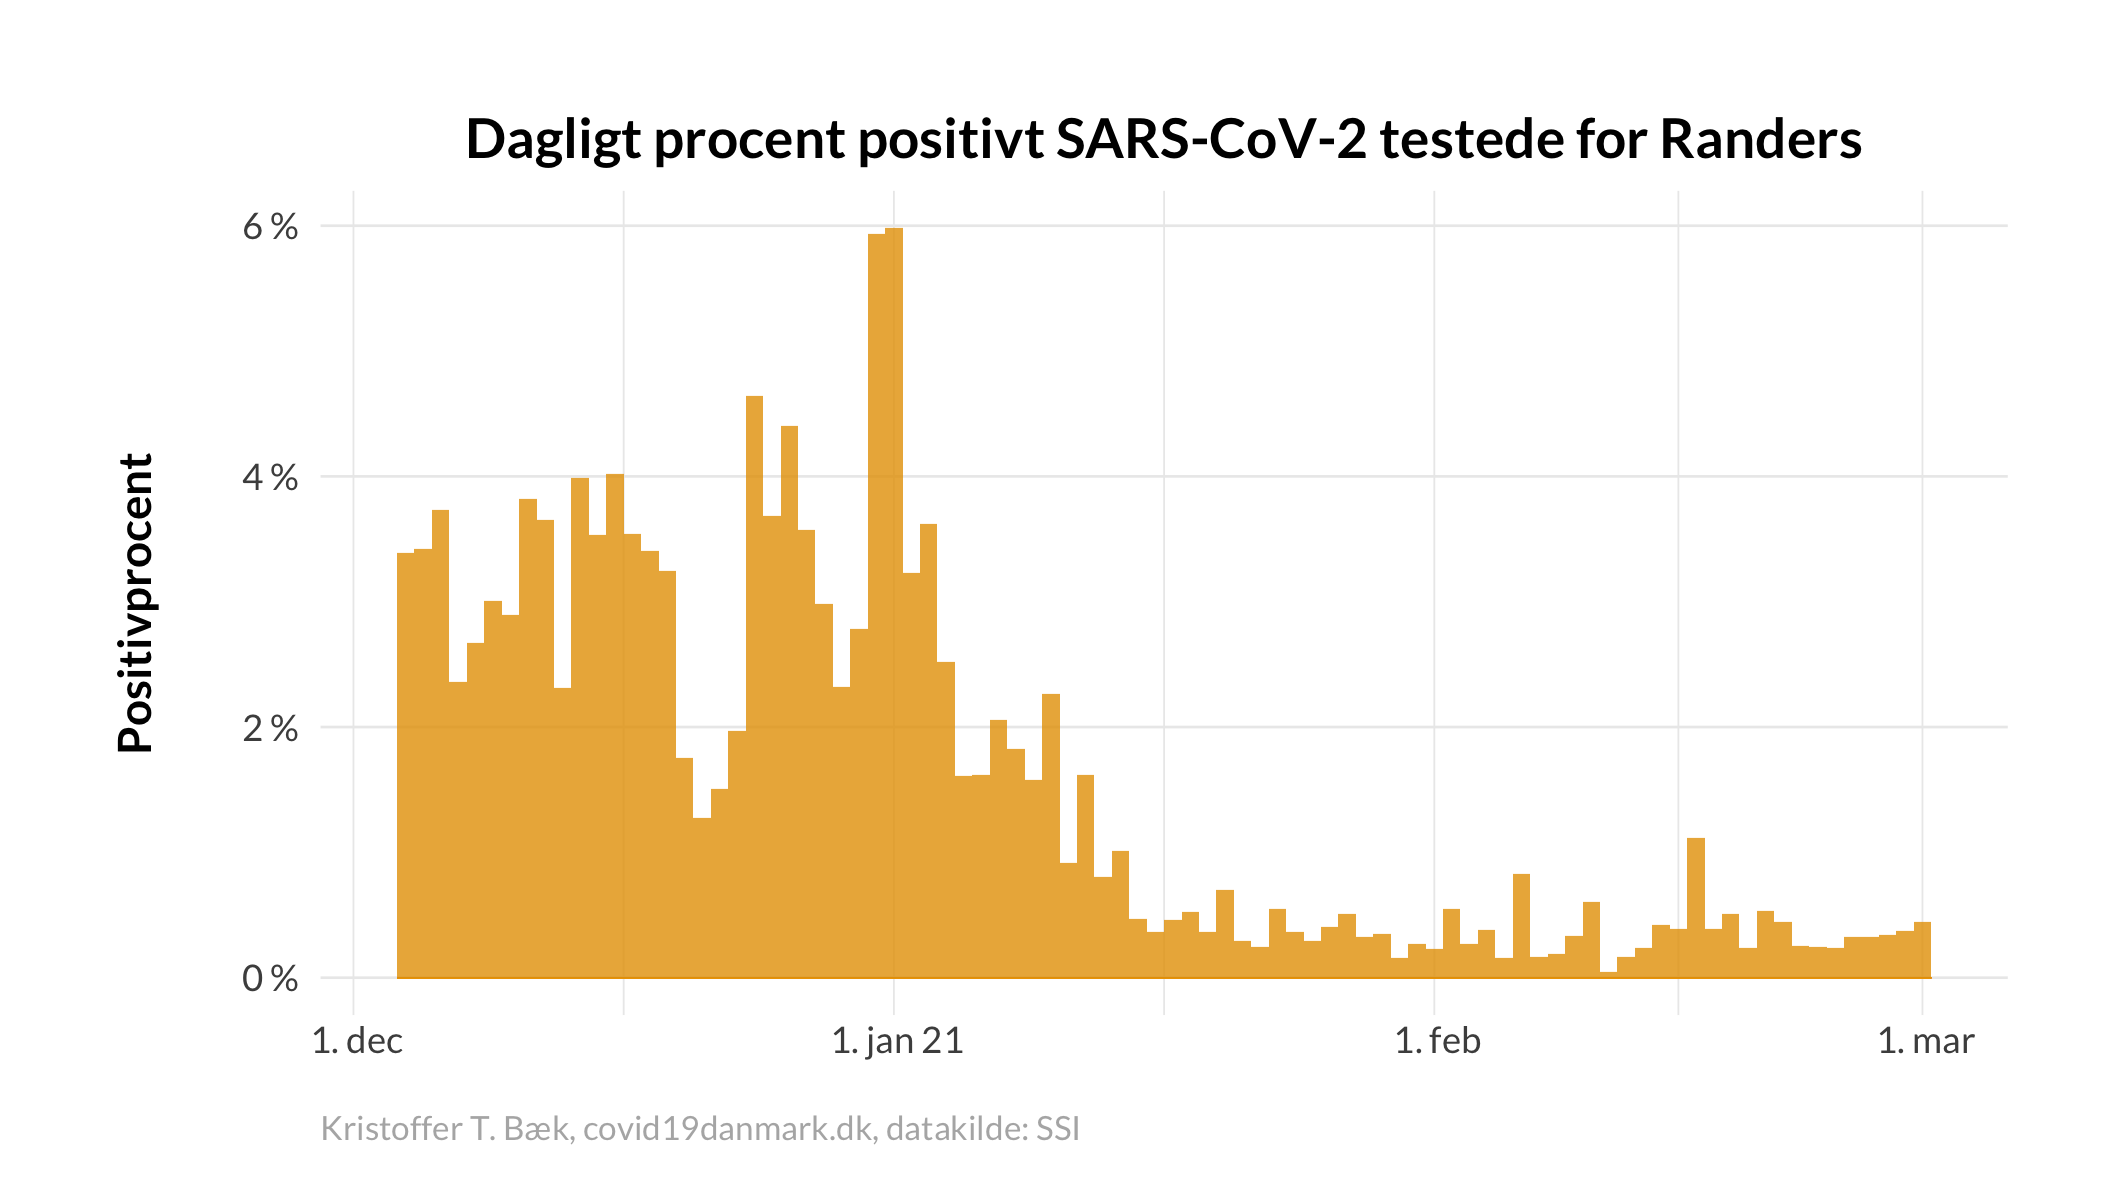 Dagligt procent positivt SARS-CoV-2 testede for Randers
Positivprocent
6 %
4 %
2 %
0 %
1. dec
1. jan 21
1. feb
1. mar
Kristoffer T. Bæk, covid19danmark.dk, datakilde: SSI